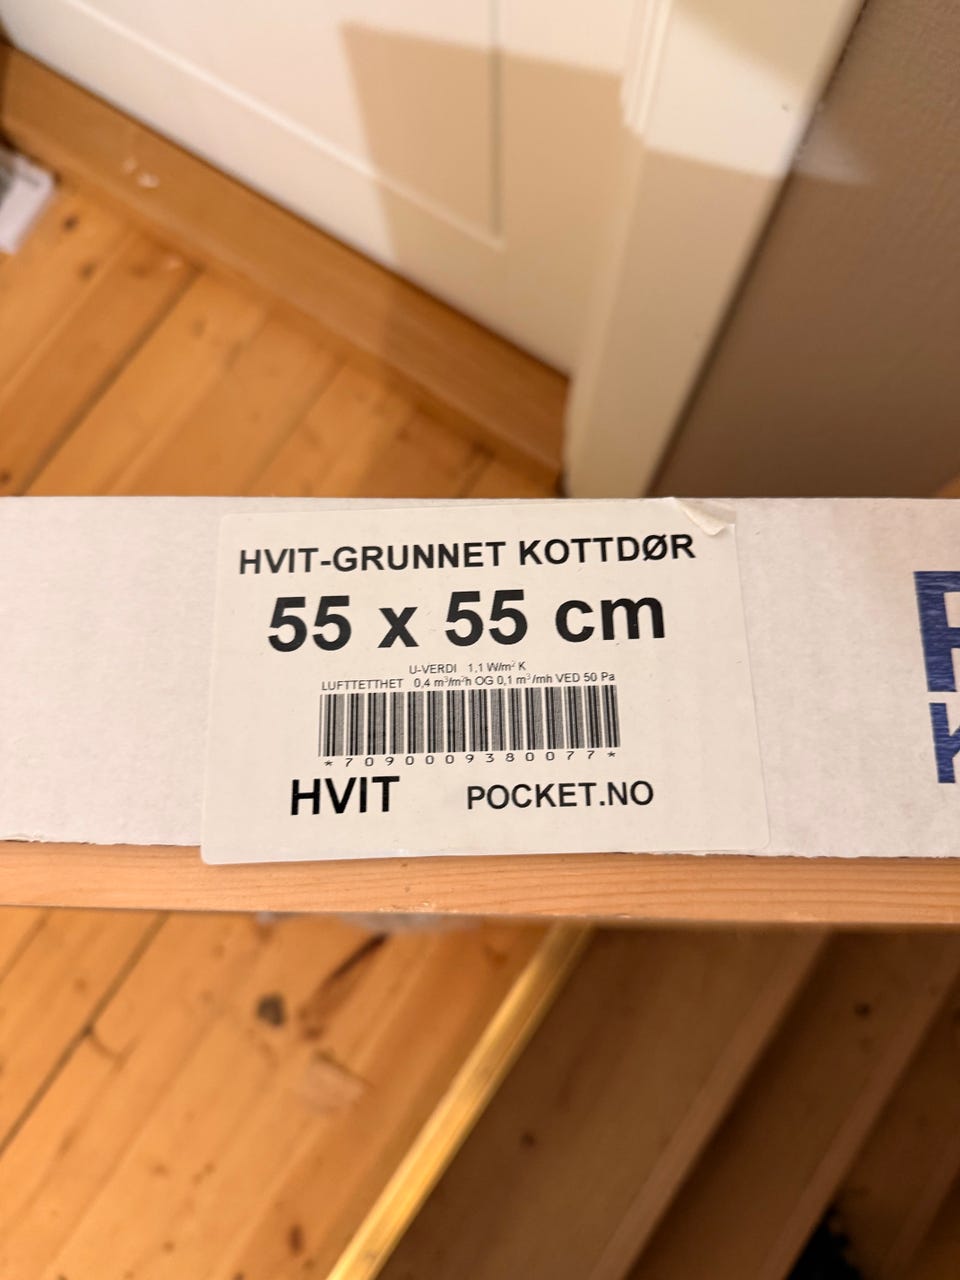 HVIT-GRUNNET KOTTDØR
55 x 55 cm
U-VERDI 1,1 W/m² K
LUFTTETTHET 0,4 m³/m²h OG 0,1 m³/mh VED 50 Pa
*7090009380077*
HVIT POCKET.NO